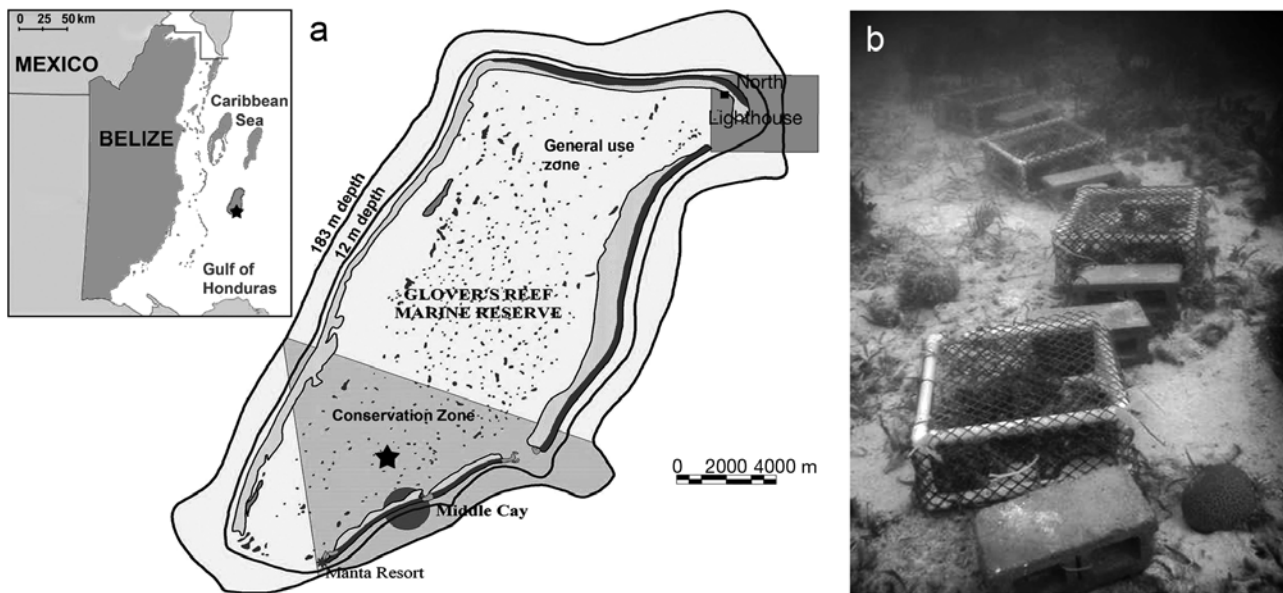 0 25 50 km
MEXICO
BELIZE
Caribbean
Sea
Gulf of
Honduras
a
North
Lighthouse
General use
zone
183 m depth
12 m depth
GLOVER'S REEF
MARINE RESERVE
Conservation Zone
0 2000 4000 m
Middle Cay
Manta Resort
b